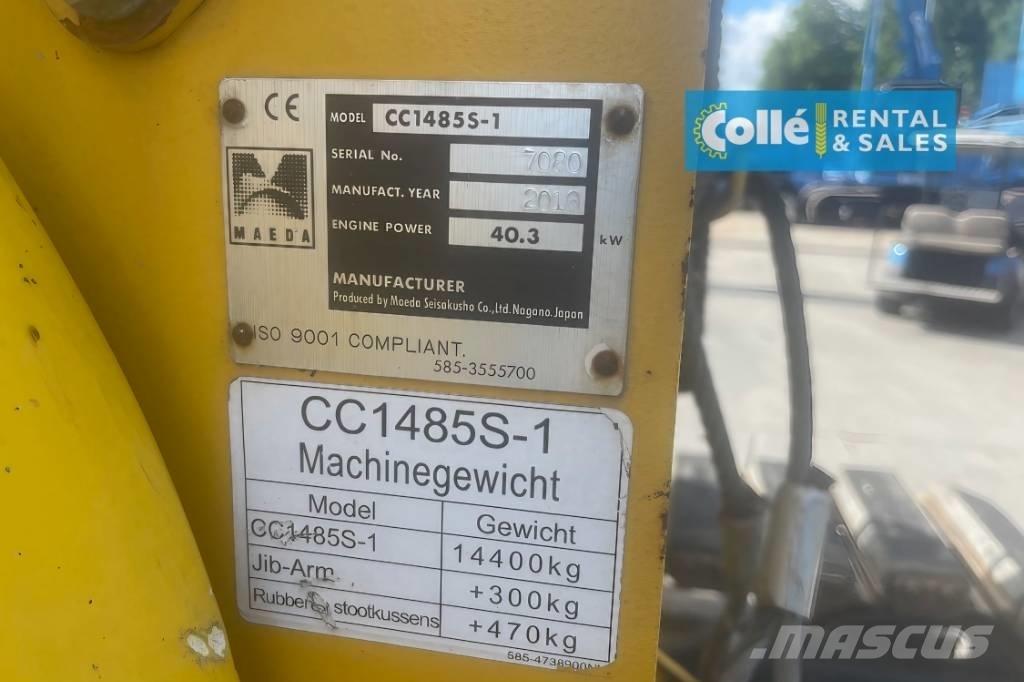 CE
MODEL CC1485S-1
SERIAL No. 7080
MANUFACT. YEAR
ENGINE POWER 40.3 kW
MAEDA
MANUFACTURER
Produced by Maeda Seisakusho Co.,Ltd.Nagano.Japan
ISO 9001 COMPLIANT.
585-3555700
CC1485S-1
Machinegewicht
Model Gewicht
CC1485S-1 14400kg
Jib-Arm +300kg
stootkussens +470kg
Collé RENTAL
& SALES
MASCUS